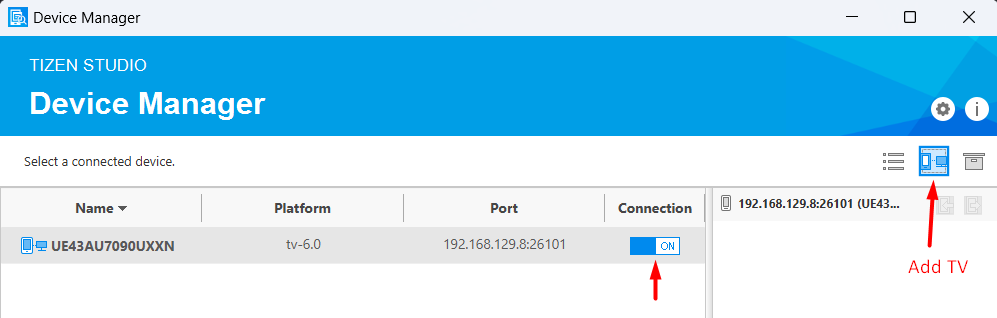 Device Manager
TIZEN STUDIO
Device Manager
Select a connected device.
Name Platform Port Connection
192.168.129.8:26101 (UE43...
UE43AU7090UXXN tv-6.0 192.168.129.8:26101 ON
Add TV